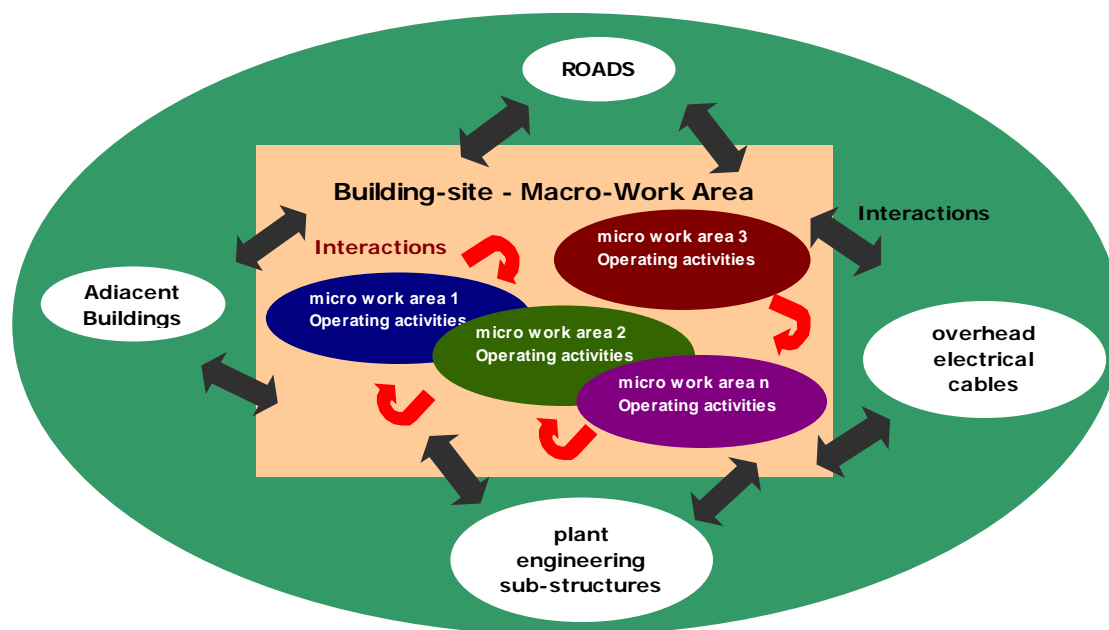 ROADS
Building-site - Macro-Work Area
Interactions
Interactions
micro work area 3
Operating activities
Adiacent
Buildings
micro work area 1
Operating activities
micro work area 2
Operating activities
overhead
electrical
cables
micro work area n
Operating activities
plant
engineering
sub-structures